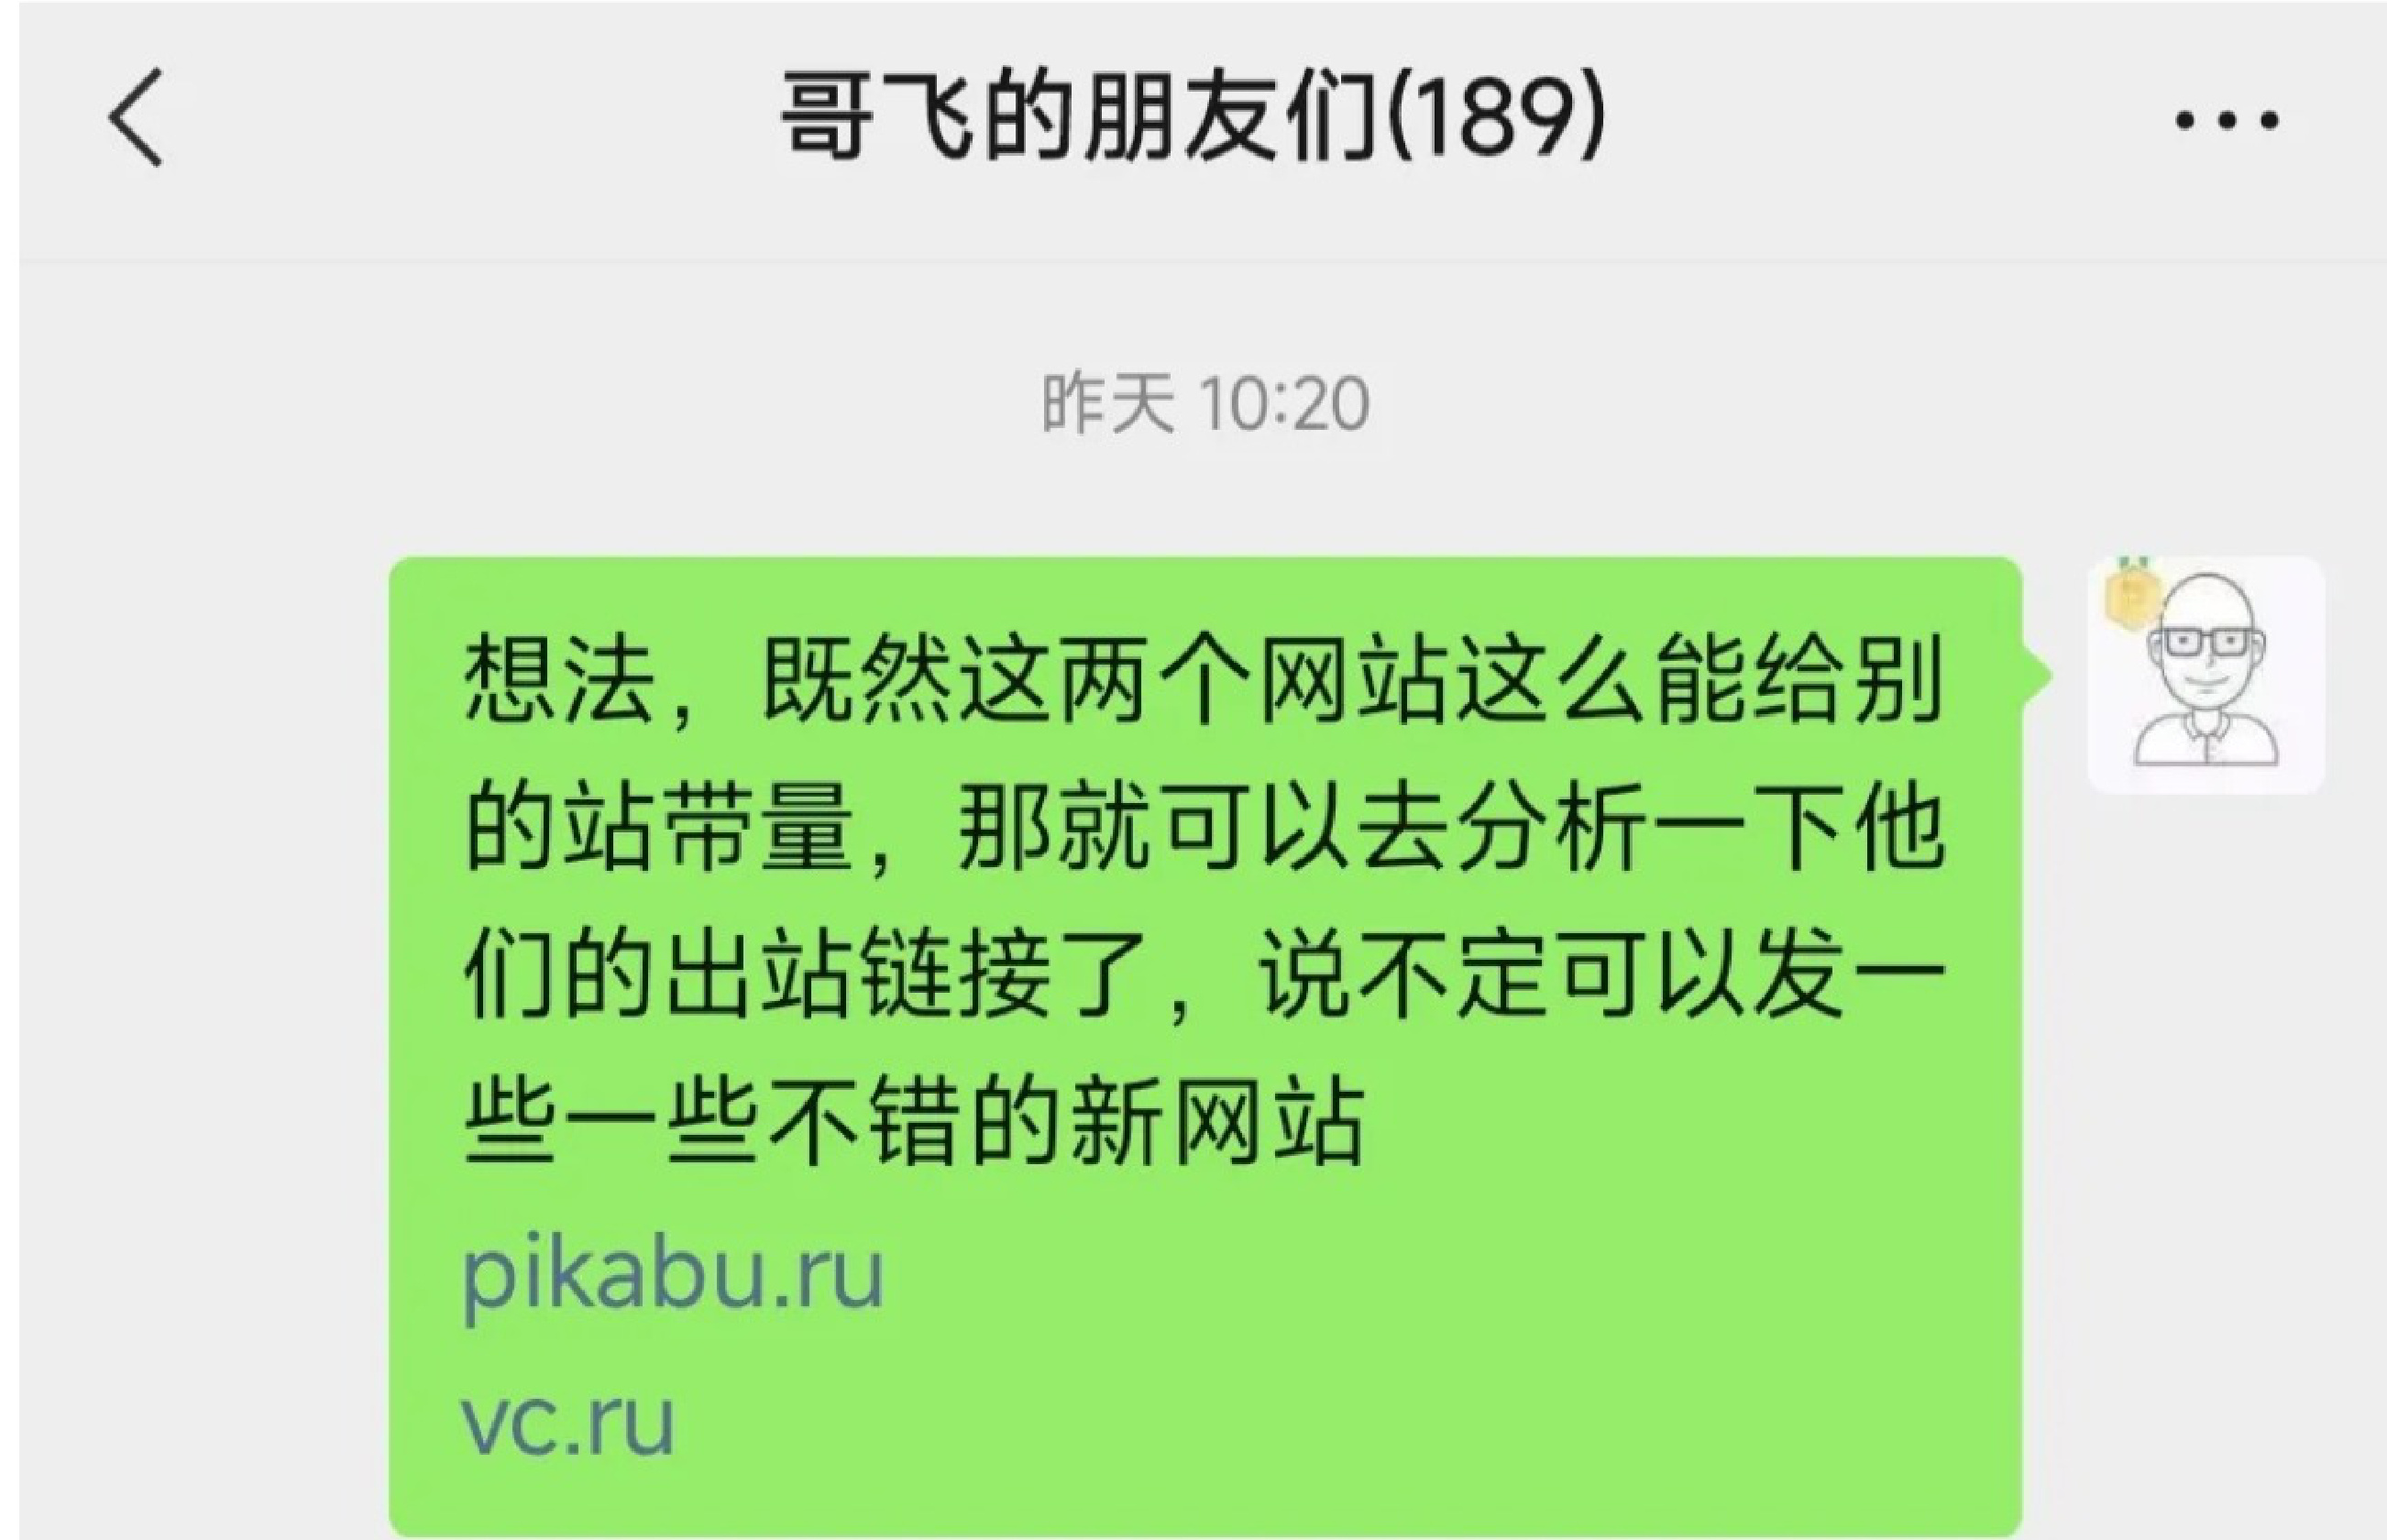 哥飞的朋友们(189)
昨天 10:20
想法，既然这两个网站这么能给别
的站带量，那就可以去分析一下他
们的出站链接了，说不定可以发一
些一些不错的新网站
pikabu.ru
vc.ru